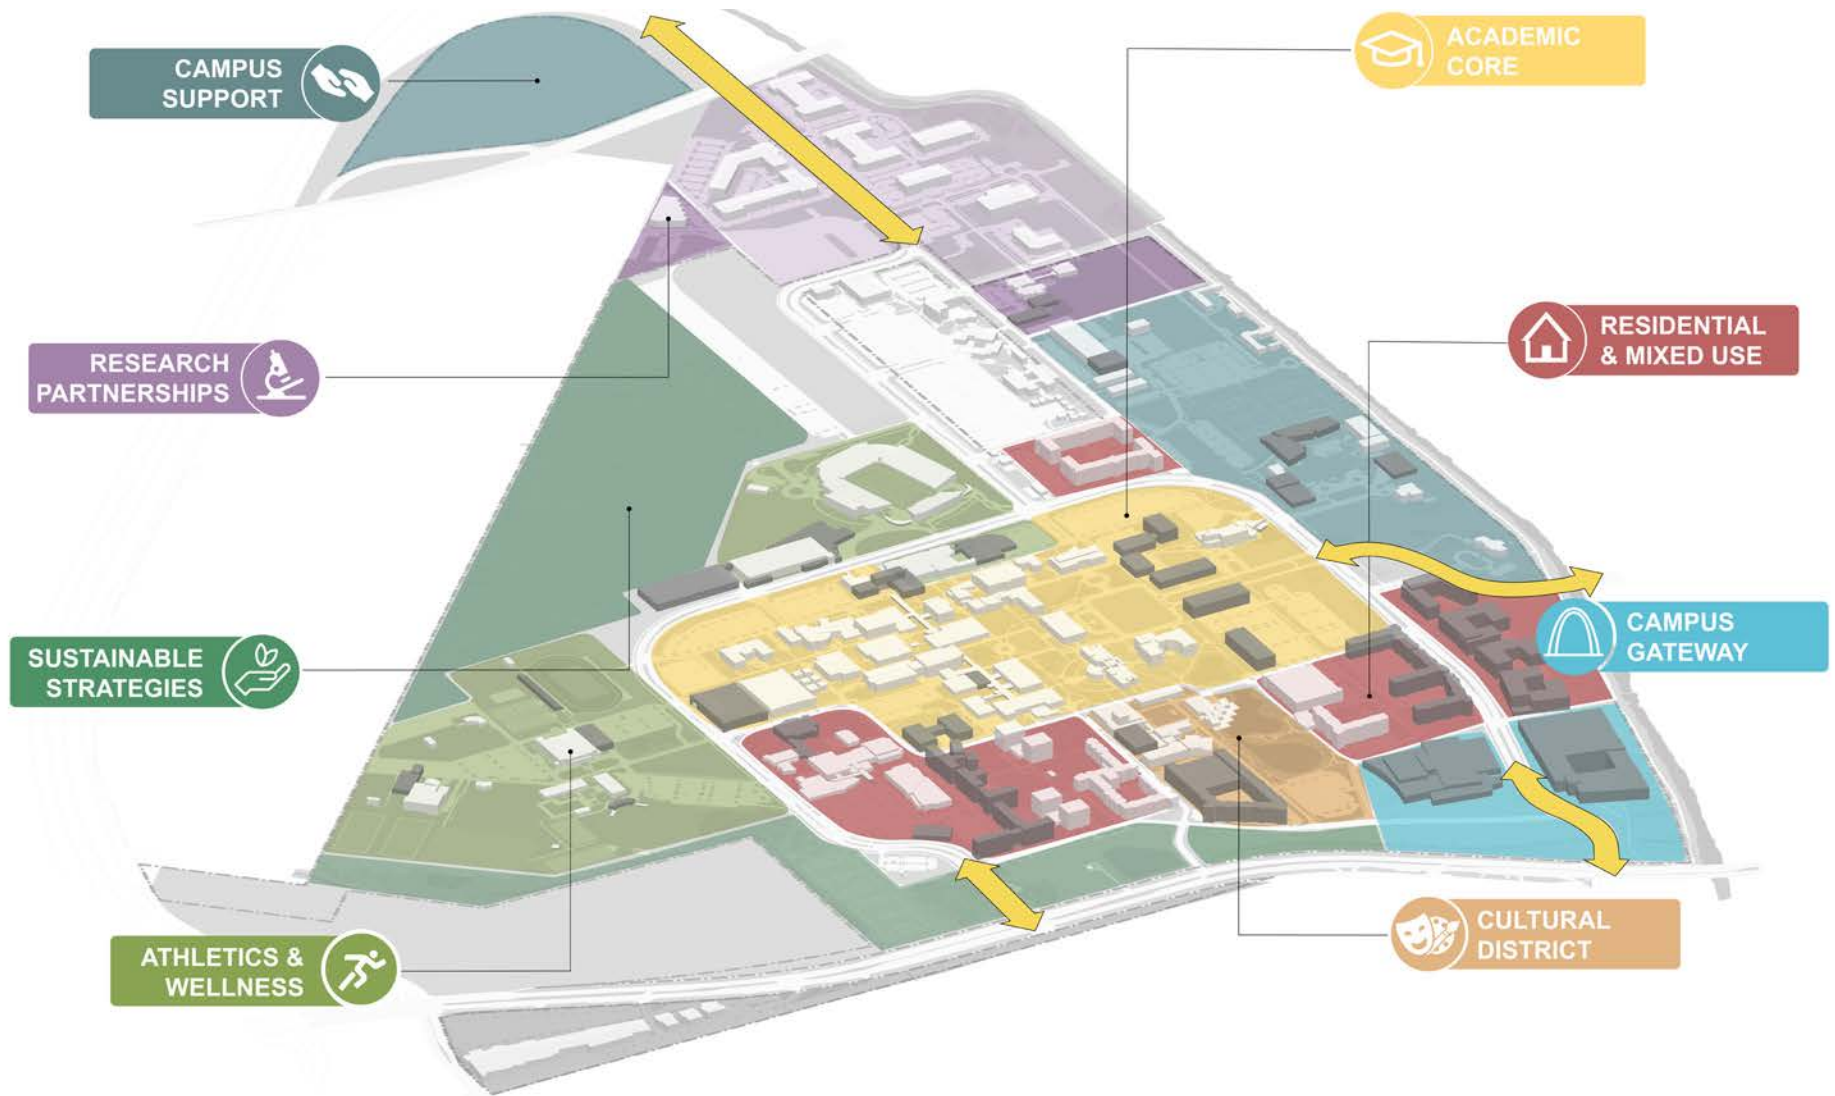 CAMPUS
SUPPORT
ACADEMIC
CORE
RESEARCH
PARTNERSHIPS
RESIDENTIAL
& MIXED USE
SUSTAINABLE
STRATEGIES
CAMPUS
GATEWAY
ATHLETICS &
WELLNESS
CULTURAL
DISTRICT